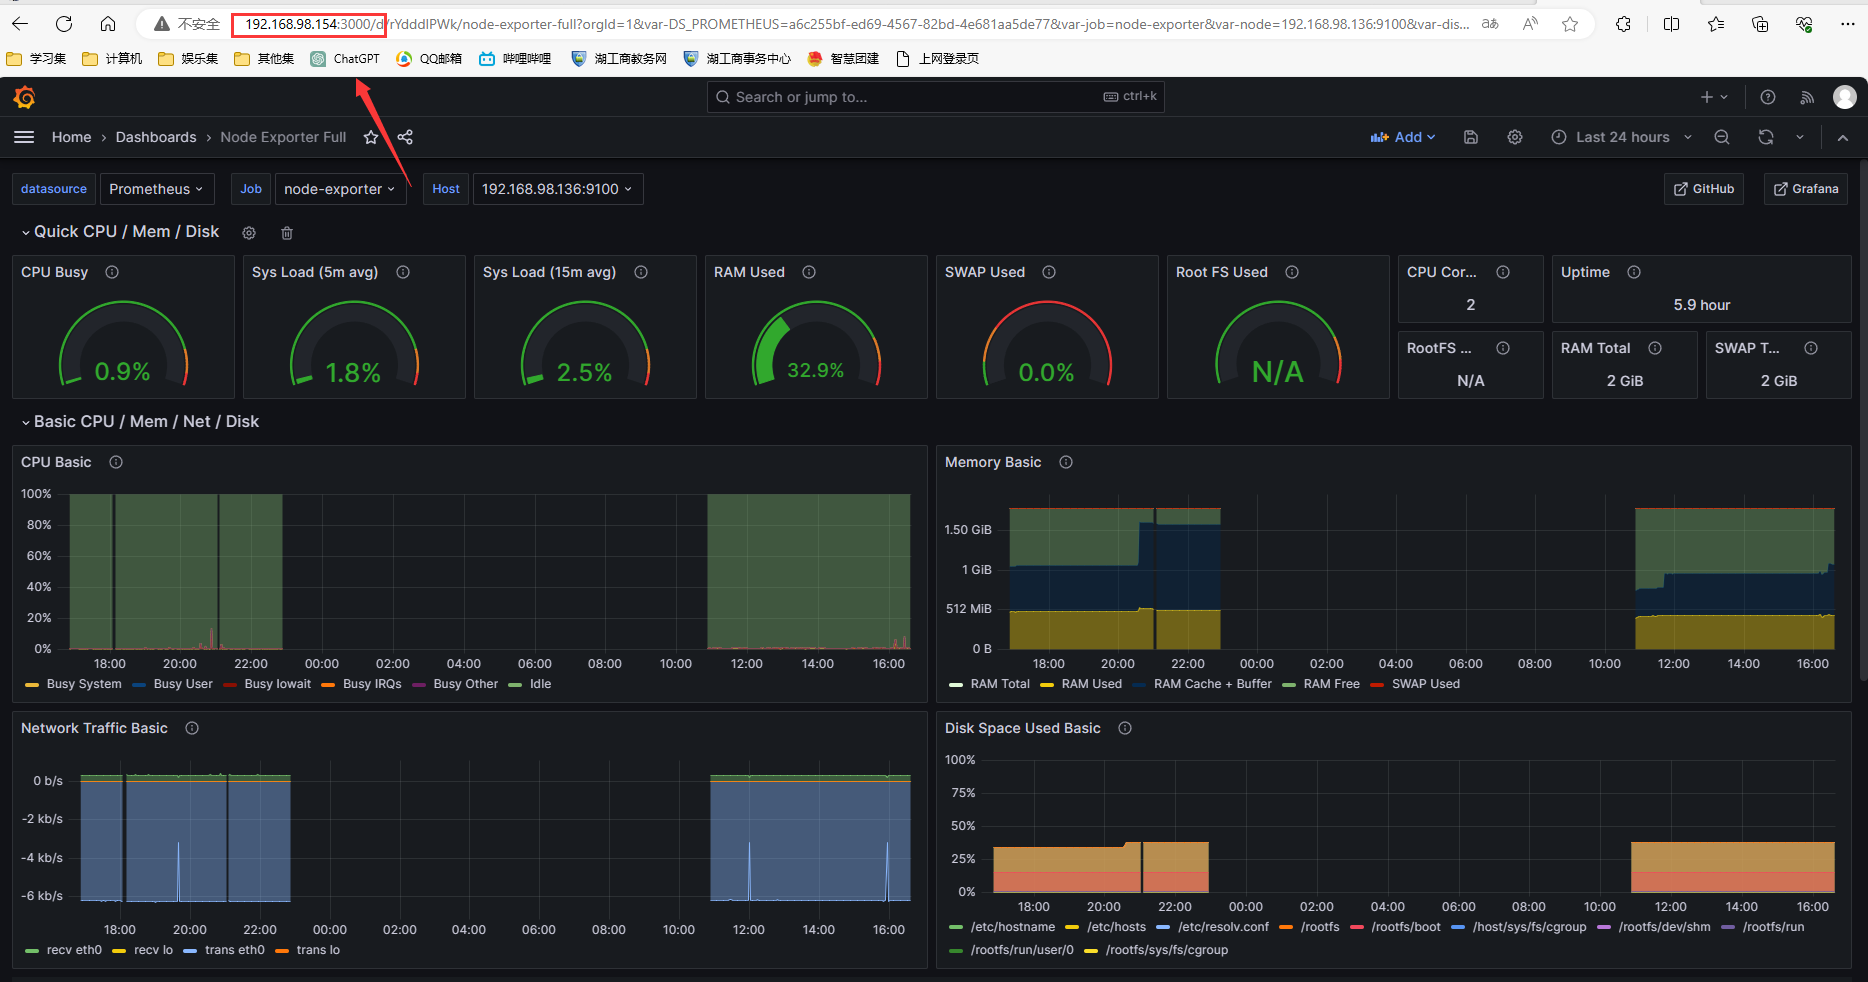 不安全 192.168.98.154:3000/d/rYdddlPWk/node-exporter-full?orgId=1&var-DS_PROMETHEUS=a6c255bf-ed69-4567-82bd-4e681aa5de77&var-job=node-exporter&var-node=192.168.98.136:9100&var-dis...
学习集 计算机 娱乐集 其他集 ChatGPT QQ邮箱 哔哩哔哩 湖工商教务网 湖工商事务中心 智慧团建 上网登录页
Search or jump to... ctrl+k
Home › Dashboards › Node Exporter Full Add Last 24 hours
datasource Prometheus Job node-exporter Host 192.168.98.136:9100 GitHub Grafana
Quick CPU / Mem / Disk
CPU Busy Sys Load (5m avg) Sys Load (15m avg) RAM Used SWAP Used Root FS Used CPU Cor... Uptime
2 5.9 hour
RootFS ... RAM Total SWAP T...
0.9% 1.8% 2.5% 32.9% 0.0% N/A N/A 2 GiB 2 GiB
Basic CPU / Mem / Net / Disk
CPU Basic
100%
80%
60%
40%
20%
0%
18:00 20:00 22:00 00:00 02:00 04:00 06:00 08:00 10:00 12:00 14:00 16:00
Busy System Busy User Busy Iowait Busy IRQs Busy Other Idle
Memory Basic
1.50 GiB
1 GiB
512 MiB
0 B
18:00 20:00 22:00 00:00 02:00 04:00 06:00 08:00 10:00 12:00 14:00 16:00
RAM Total RAM Used RAM Cache + Buffer RAM Free SWAP Used
Network Traffic Basic
0 b/s
-2 kb/s
-4 kb/s
-6 kb/s
18:00 20:00 22:00 00:00 02:00 04:00 06:00 08:00 10:00 12:00 14:00 16:00
recv eth0 recv lo trans eth0 trans lo
Disk Space Used Basic
100%
75%
50%
25%
0%
18:00 20:00 22:00 00:00 02:00 04:00 06:00 08:00 10:00 12:00 14:00 16:00
/etc/hostname /etc/hosts /etc/resolv.conf /rootfs /rootfs/boot /host/sys/fs/cgroup /rootfs/dev/shm /rootfs/run
/rootfs/run/user/0 /rootfs/sys/fs/cgroup